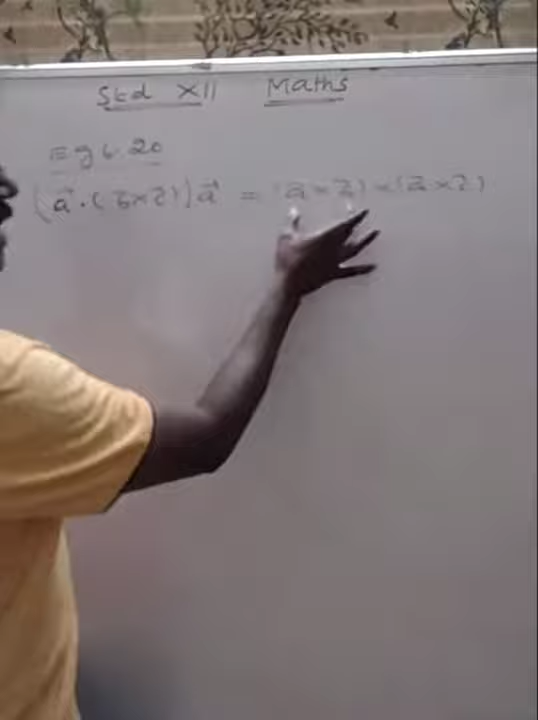 Std XII Maths
Eg 6.20
(a⃗·(b⃗×c⃗))a⃗ = (a⃗×b⃗)×(a⃗×c⃗)